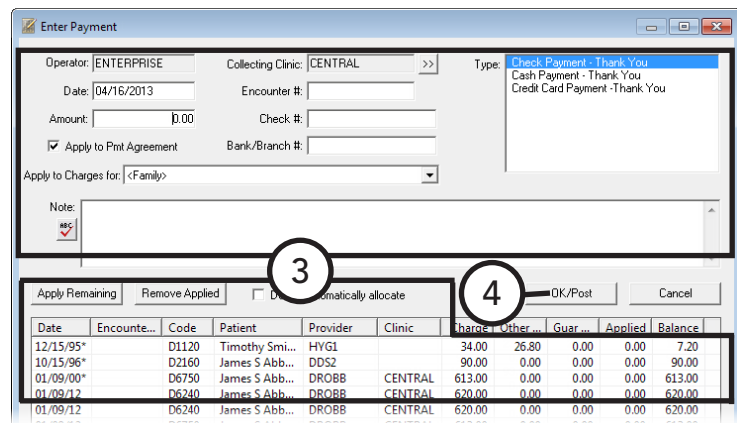 Enter Payment
Operator: ENTERPRISE Collecting Clinic: CENTRAL >> Type: Check Payment - Thank You
Cash Payment - Thank You
Date: 04/16/2013 Encounter #: Credit Card Payment -Thank You
Amount: 0.00 Check #:
Apply to Pmt Agreement Bank/Branch #:
Apply to Charges for: <Family>
Note:
ABC
3
4
Apply Remaining Remove Applied automatically allocate OK/Post Cancel
Date Encounte... Code Patient Provider Clinic Charge Other ... Guar ... Applied Balance
12/15/95* D1120 Timothy Smi... HYG1 34.00 26.80 0.00 0.00 7.20
10/15/96* D2160 James S Abb... DDS2 90.00 0.00 0.00 0.00 90.00
01/09/00* D6750 James S Abb... DROBB CENTRAL 613.00 0.00 0.00 0.00 613.00
01/09/12 D6240 James S Abb... DROBB CENTRAL 620.00 0.00 0.00 0.00 620.00
01/09/12 D6240 James S Abb... DROBB CENTRAL 620.00 0.00 0.00 0.00 620.00